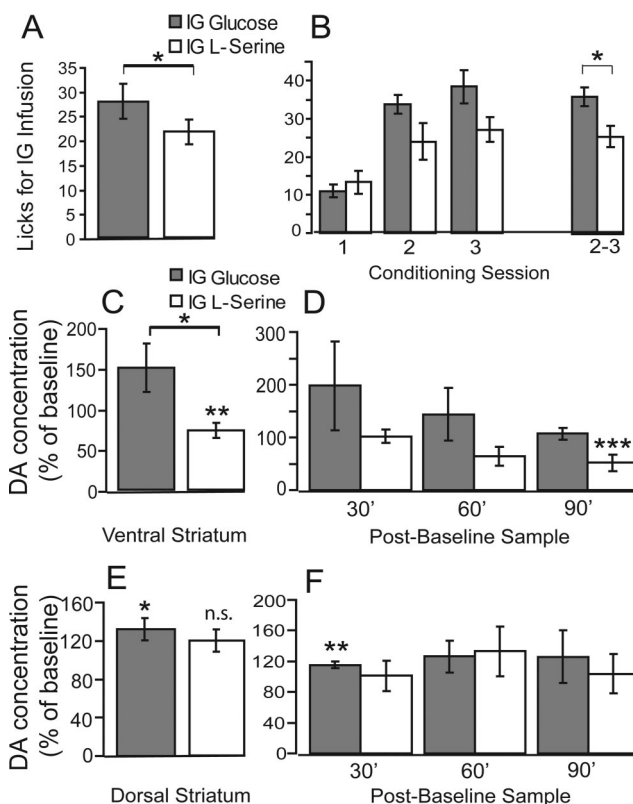 A
IG Glucose
IG L-Serine
B
*
*
Licks for IG Infusion
35
30
25
20
15
10
5
0
40
30
20
10
0
1
2
3
2-3
Conditioning Session
IG Glucose
IG L-Serine
C
D
*
**
***
DA concentration
(% of baseline)
200
150
100
50
0
300
200
100
0
30'
60'
90'
Ventral Striatum
Post-Baseline Sample
E
F
*
n.s.
**
DA concentration
(% of baseline)
160
120
80
40
0
200
160
120
80
40
0
30'
60'
90'
Dorsal Striatum
Post-Baseline Sample